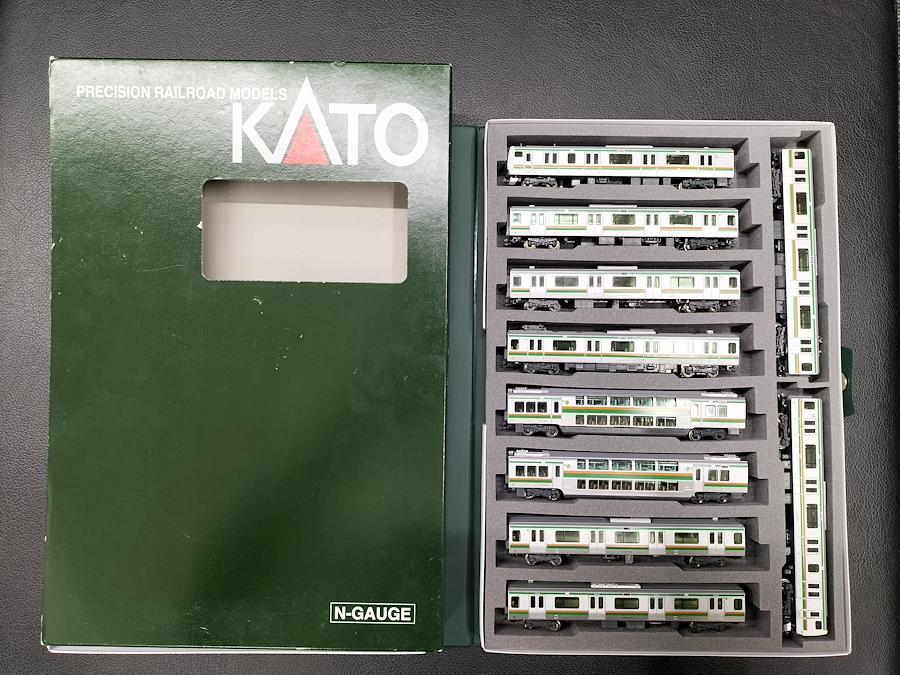 PRECISION RAILROAD MODELS
KATO
N-GAUGE